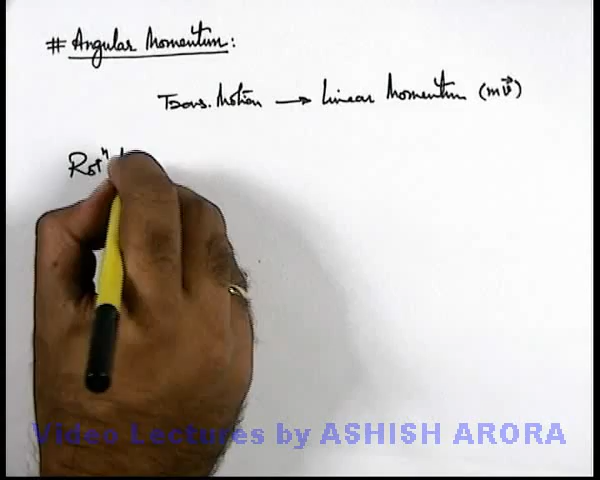 # Angular Momentum:
Trans. Motion → Linear Momentum (mv⃗)
Rotⁿ
Video Lectures by ASHISH ARORA